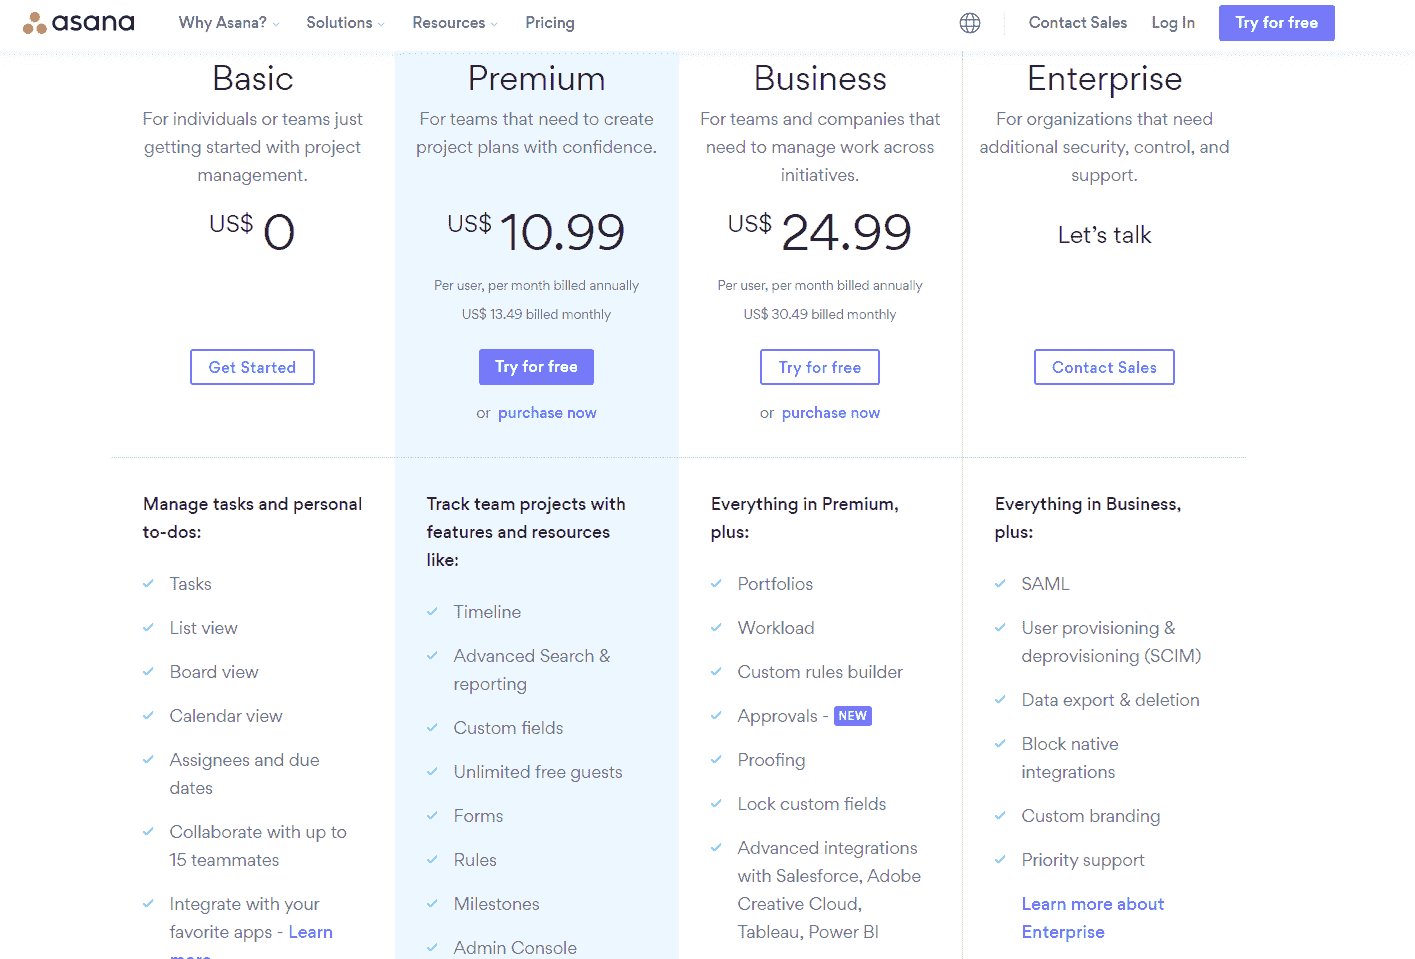 asana
Why Asana?
Solutions
Resources
Pricing
Contact Sales
Log In
Try for free
Basic
For individuals or teams just
getting started with project
management.
US$ 0
Get Started
Manage tasks and personal
to-dos:
Tasks
List view
Board view
Calendar view
Assignees and due
dates
Collaborate with up to
15 teammates
Integrate with your
favorite apps - Learn
more
Premium
For teams that need to create
project plans with confidence.
US$ 10.99
Per user, per month billed annually
US$ 13.49 billed monthly
Try for free
or purchase now
Track team projects with
features and resources
like:
Timeline
Advanced Search &
reporting
Custom fields
Unlimited free guests
Forms
Rules
Milestones
Admin Console
Business
For teams and companies that
need to manage work across
initiatives.
US$ 24.99
Per user, per month billed annually
US$ 30.49 billed monthly
Try for free
or purchase now
Everything in Premium,
plus:
Portfolios
Workload
Custom rules builder
Approvals - NEW
Proofing
Lock custom fields
Advanced integrations
with Salesforce, Adobe
Creative Cloud,
Tableau, Power BI
Enterprise
For organizations that need
additional security, control, and
support.
Let's talk
Contact Sales
Everything in Business,
plus:
SAML
User provisioning &
deprovisioning (SCIM)
Data export & deletion
Block native
integrations
Custom branding
Priority support
Learn more about
Enterprise